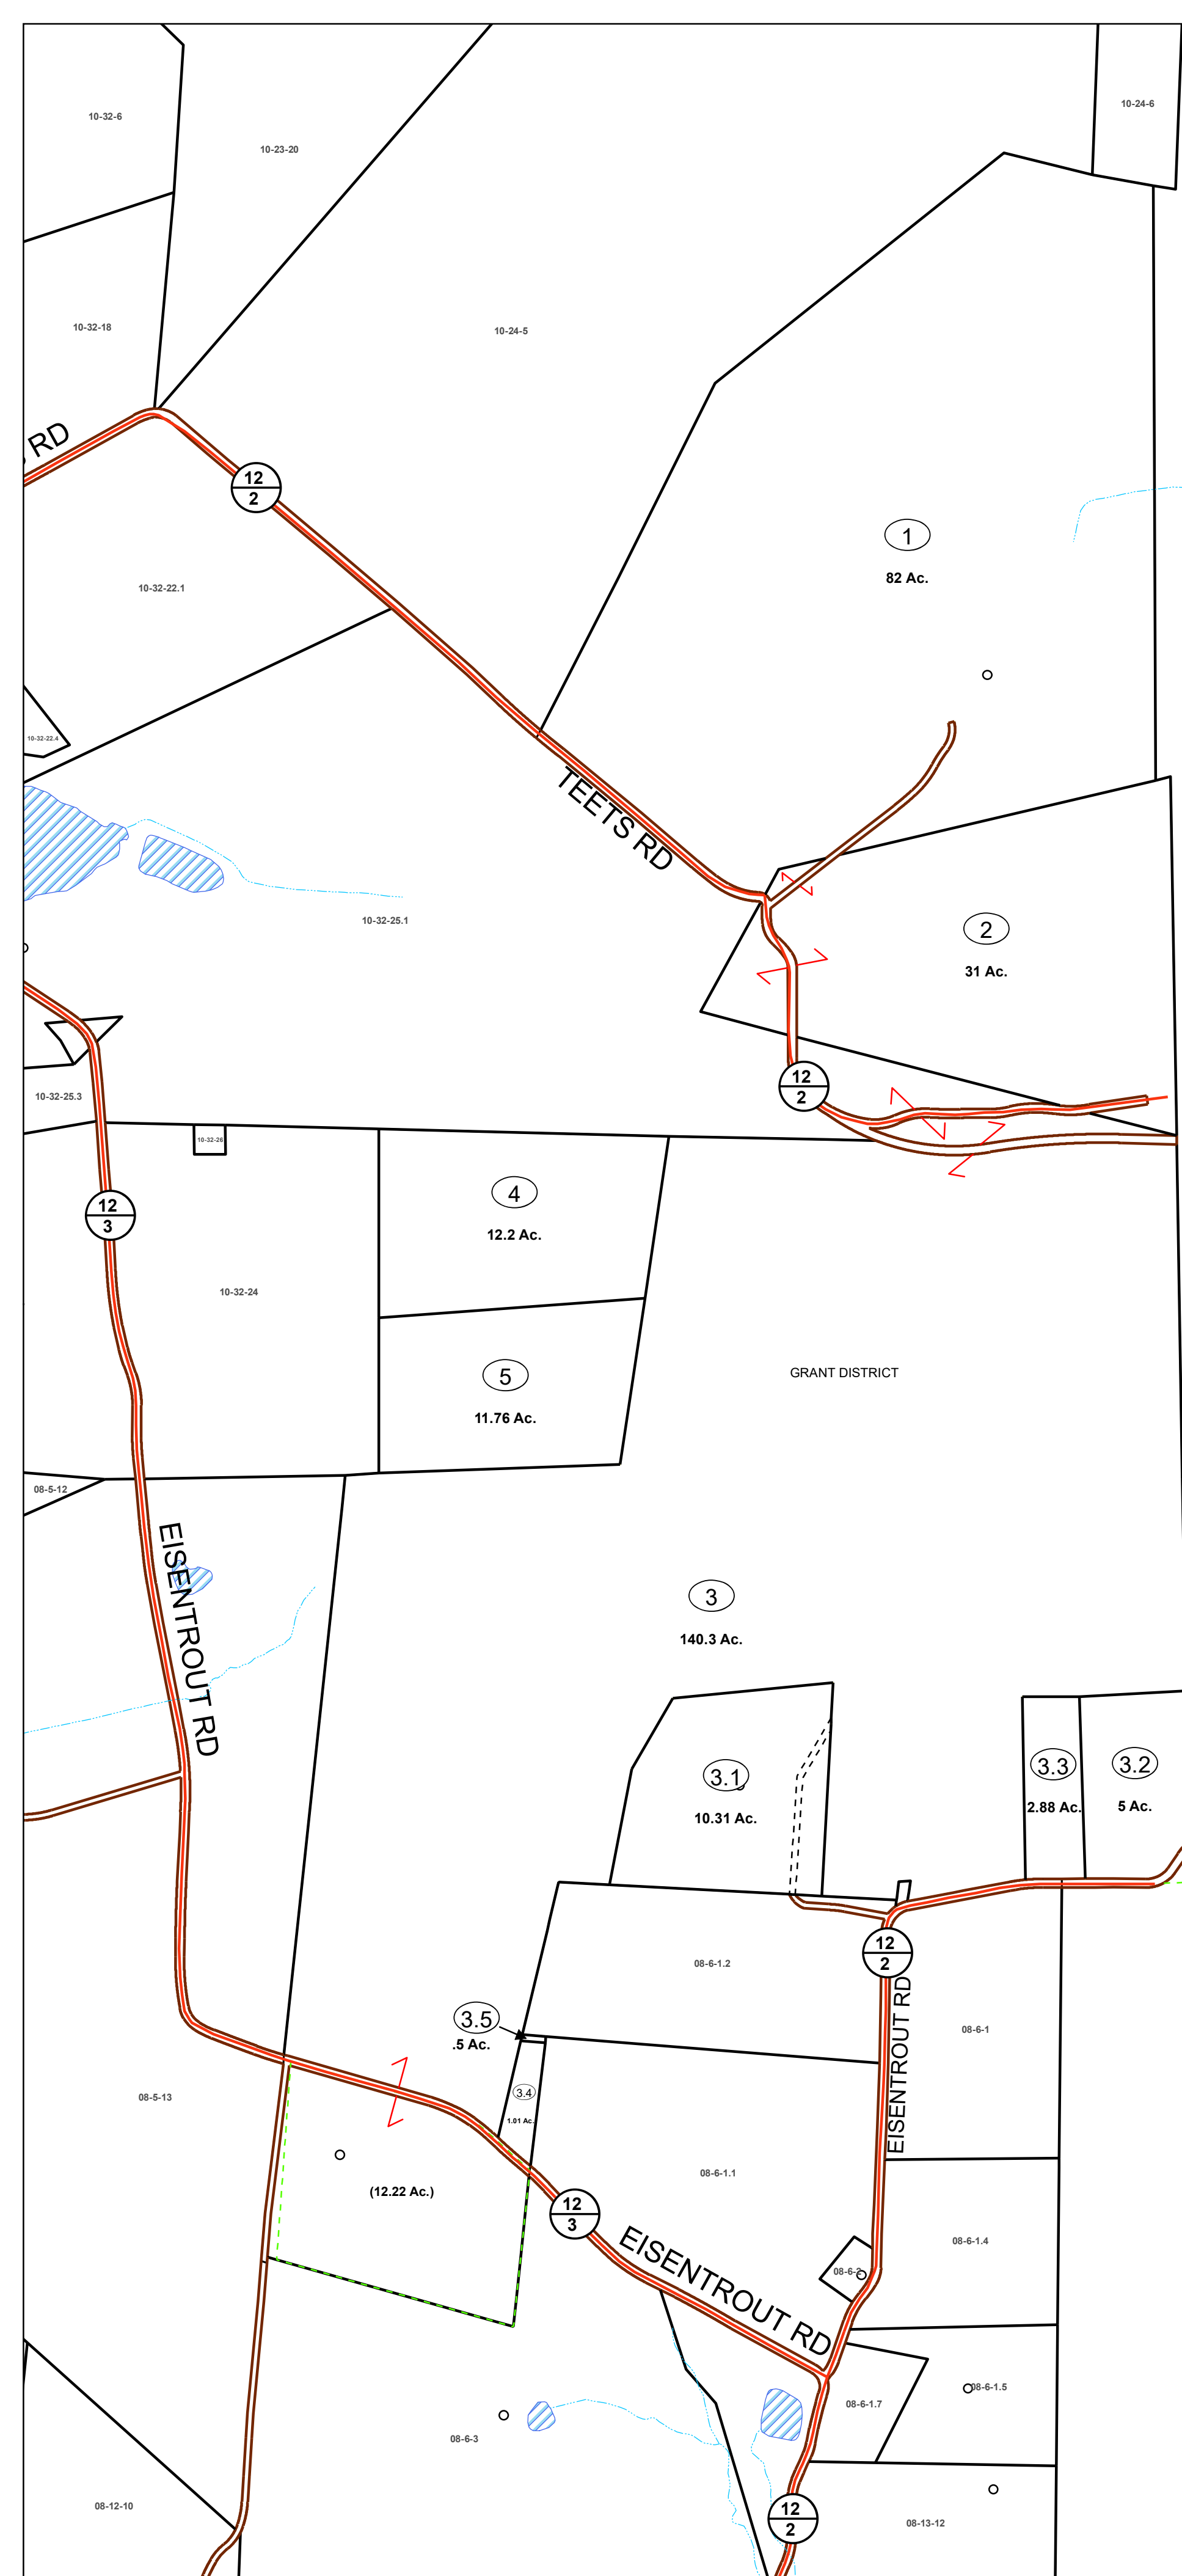 10-24-6
10-32-6
10-23-20
10-32-18
10-24-5
RD
12
2
1
82 Ac.
10-32-22.1
10-32-22.4
TEETS RD
10-32-25.1
2
31 Ac.
12
2
10-32-25.3
10-32-26
4
12.2 Ac.
12
3
10-32-24
GRANT DISTRICT
5
11.76 Ac.
08-5-12
EISENTROUT RD
3
140.3 Ac.
3.1
10.31 Ac.
3.3
2.88 Ac.
3.2
5 Ac.
12
2
08-6-1.2
EISENTROUT RD
3.5
.5 Ac.
08-6-1
3.4
1.01 Ac.
08-5-13
08-6-1.1
(12.22 Ac.)
12
3
EISENTROUT RD
08-6-1.4
08-6-2
08-6-1.5
08-6-1.7
08-6-3
08-12-10
12
2
08-13-12